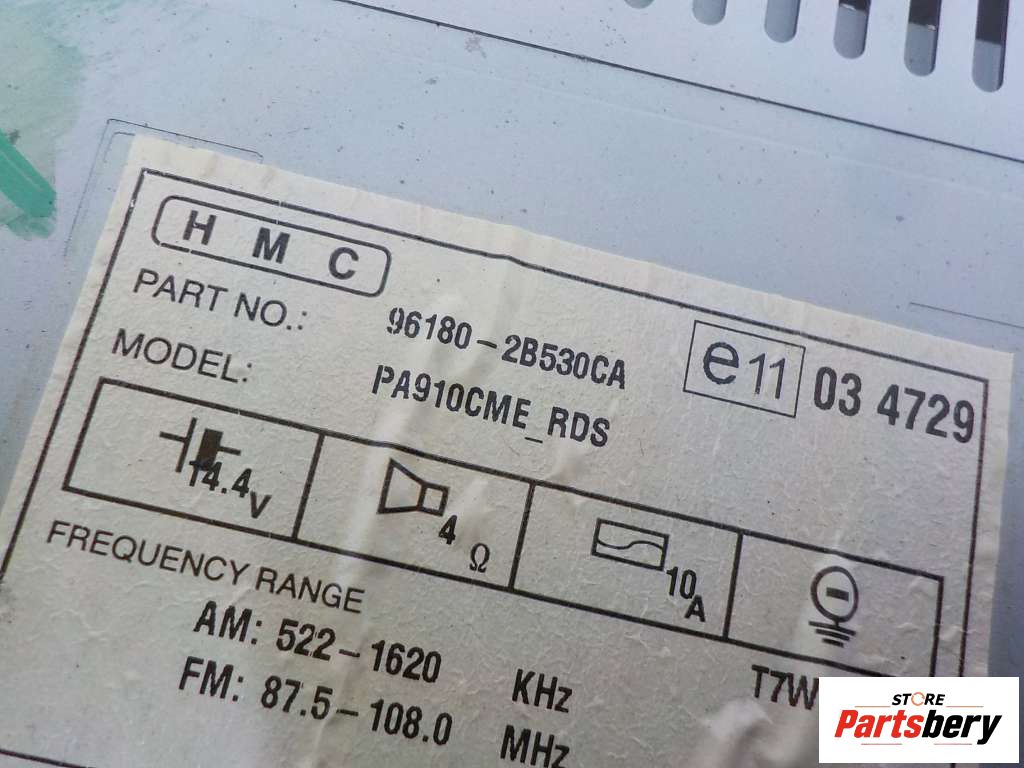 HMC
PART NO.: 96180-2B530CA
MODEL: PA910CME_RDS
e11 03 4729
14.4V
4 Ω
10A
FREQUENCY RANGE
AM: 522-1620 KHz
FM: 87.5-108.0 MHz
T7W
STORE
Partsbery